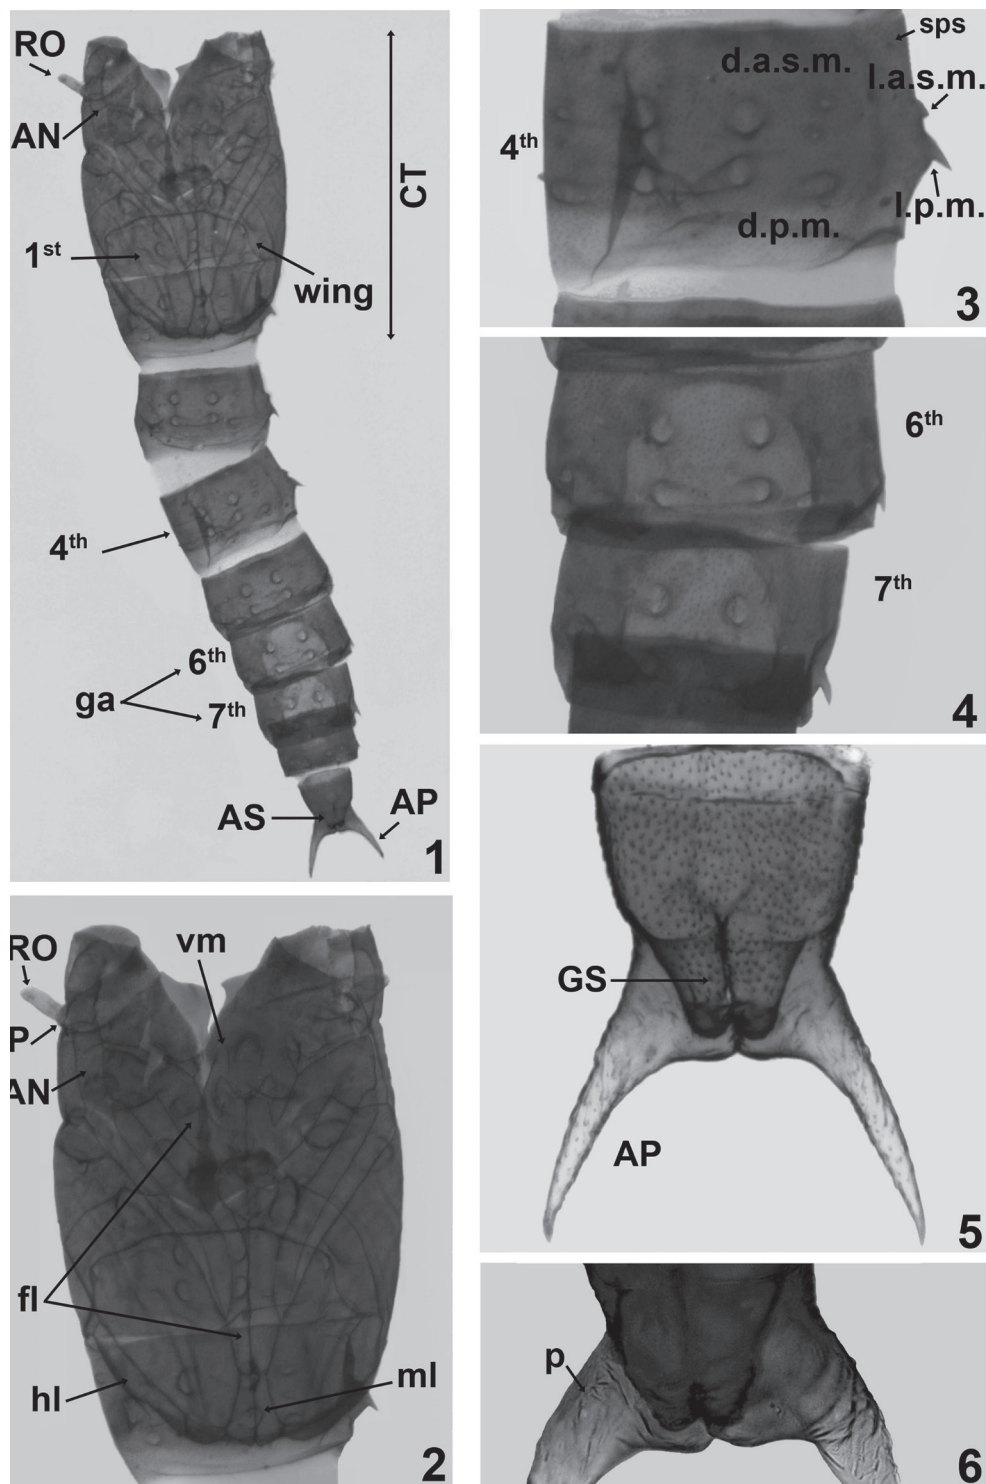 RO
AN
CT
1st
wing
4th
6th
ga
7th
AS
AP
1
RO
vm
P
AN
fl
hl
ml
2
sps
d.a.s.m.
l.a.s.m.
4th
l.p.m.
d.p.m.
3
6th
7th
4
GS
AP
5
p
6